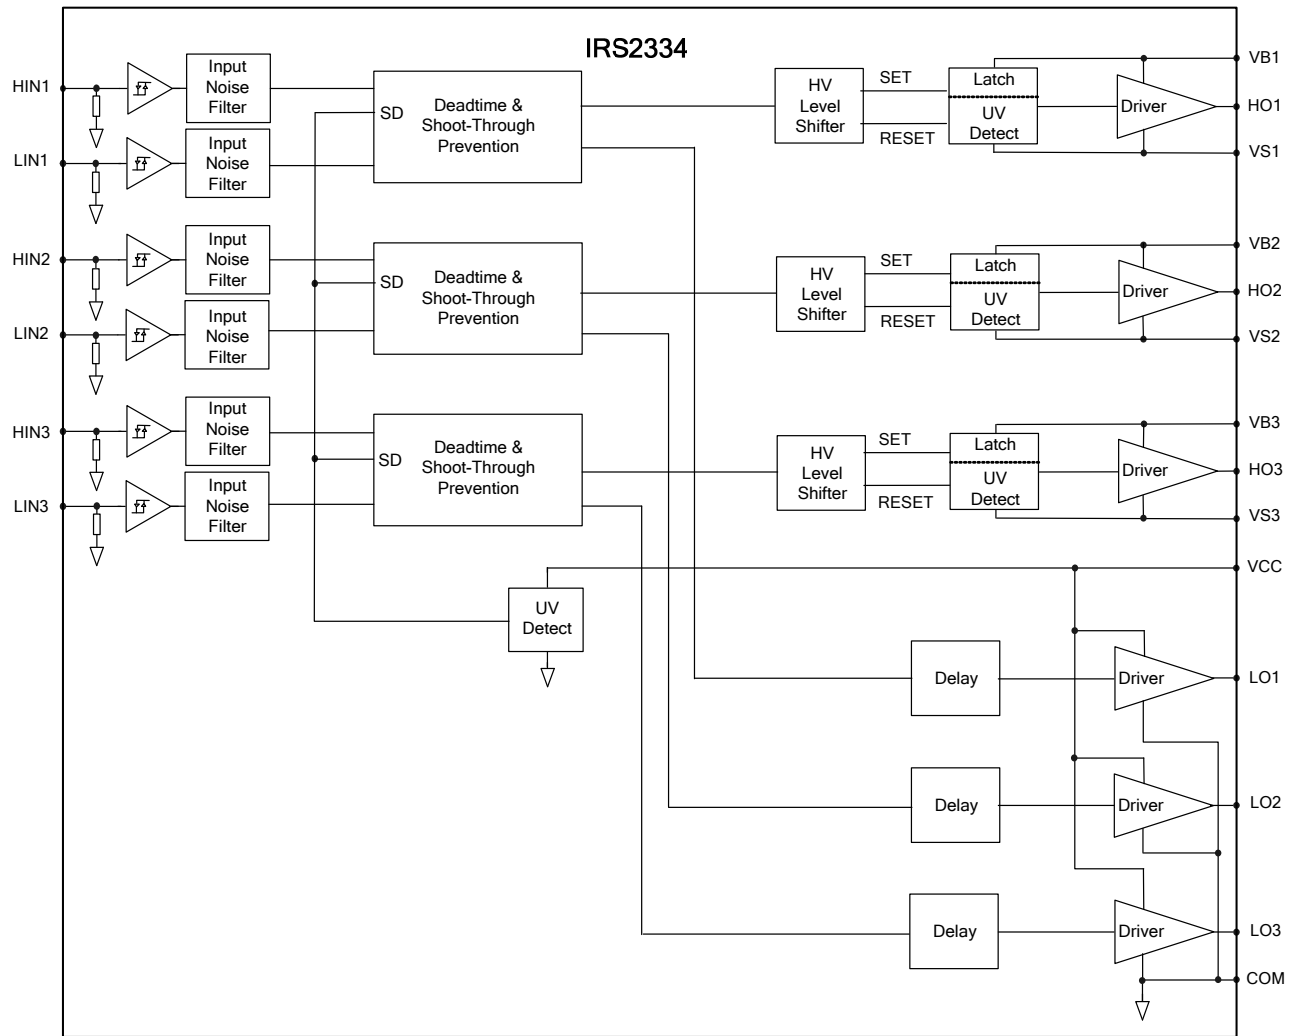 IRS2334
HIN1
Input
Noise
Filter
LIN1
Input
Noise
Filter
SD
Deadtime &
Shoot-Through
Prevention
HV
Level
Shifter
SET
RESET
Latch
UV
Detect
Driver
VB1
HO1
VS1
HIN2
Input
Noise
Filter
LIN2
Input
Noise
Filter
SD
Deadtime &
Shoot-Through
Prevention
HV
Level
Shifter
SET
RESET
Latch
UV
Detect
Driver
VB2
HO2
VS2
HIN3
Input
Noise
Filter
LIN3
Input
Noise
Filter
SD
Deadtime &
Shoot-Through
Prevention
HV
Level
Shifter
SET
RESET
Latch
UV
Detect
Driver
VB3
HO3
VS3
VCC
UV
Detect
Delay
Driver
LO1
Delay
Driver
LO2
Delay
Driver
LO3
COM